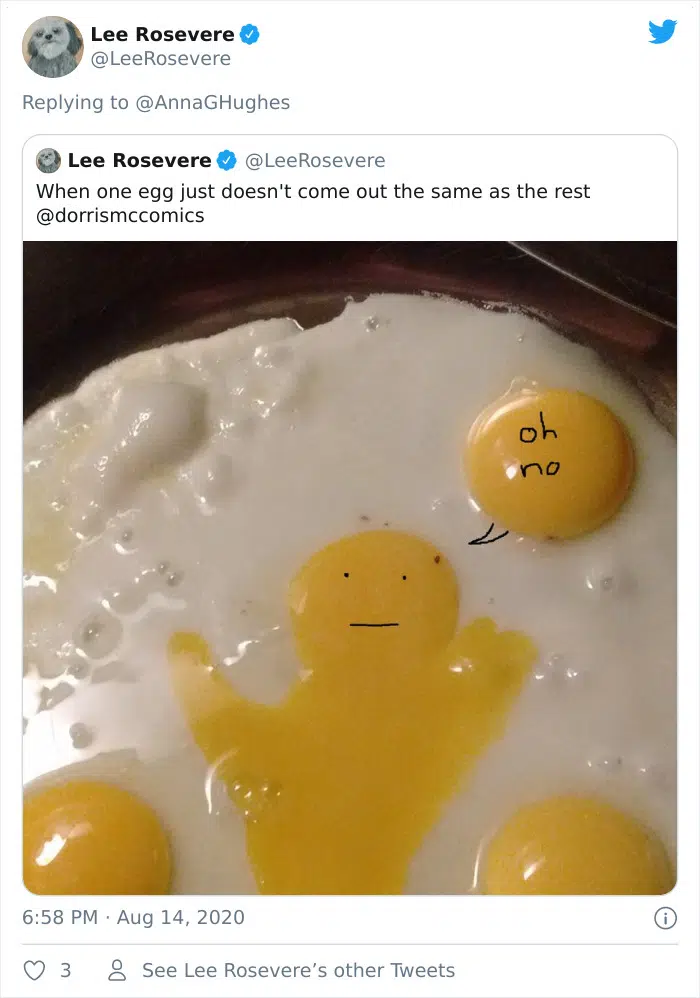 Lee Rosevere
@LeeRosevere
Replying to @AnnaGHughes
Lee Rosevere @LeeRosevere
When one egg just doesn't come out the same as the rest
@dorrismccomics
oh
no
6:58 PM · Aug 14, 2020
3 See Lee Rosevere’s other Tweets